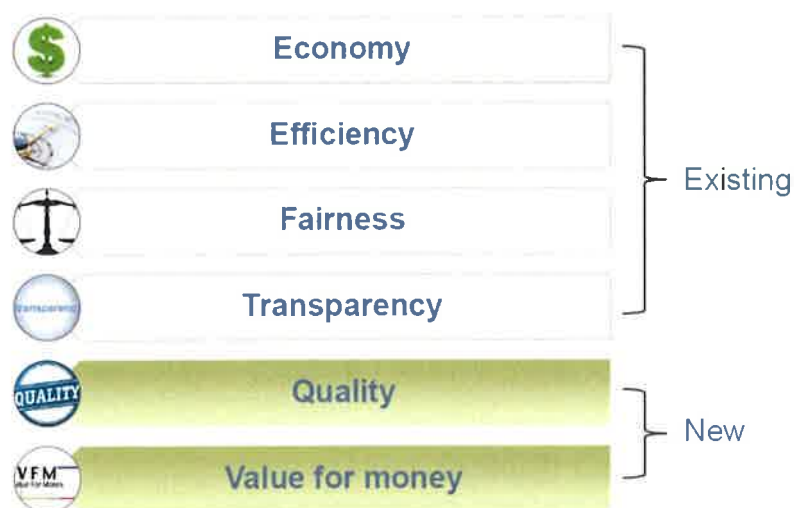 Economy
Efficiency
Fairness
Transparency
Quality
Value for money
Existing
New
QUALITY
VFM